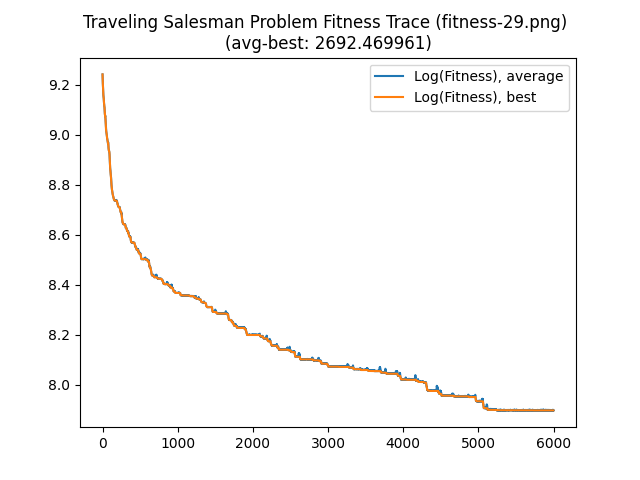 Traveling Salesman Problem Fitness Trace (fitness-29.png)
(avg-best: 2692.469961)
Log(Fitness), average
Log(Fitness), best
9.2
9.0
8.8
8.6
8.4
8.2
8.0
0 1000 2000 3000 4000 5000 6000